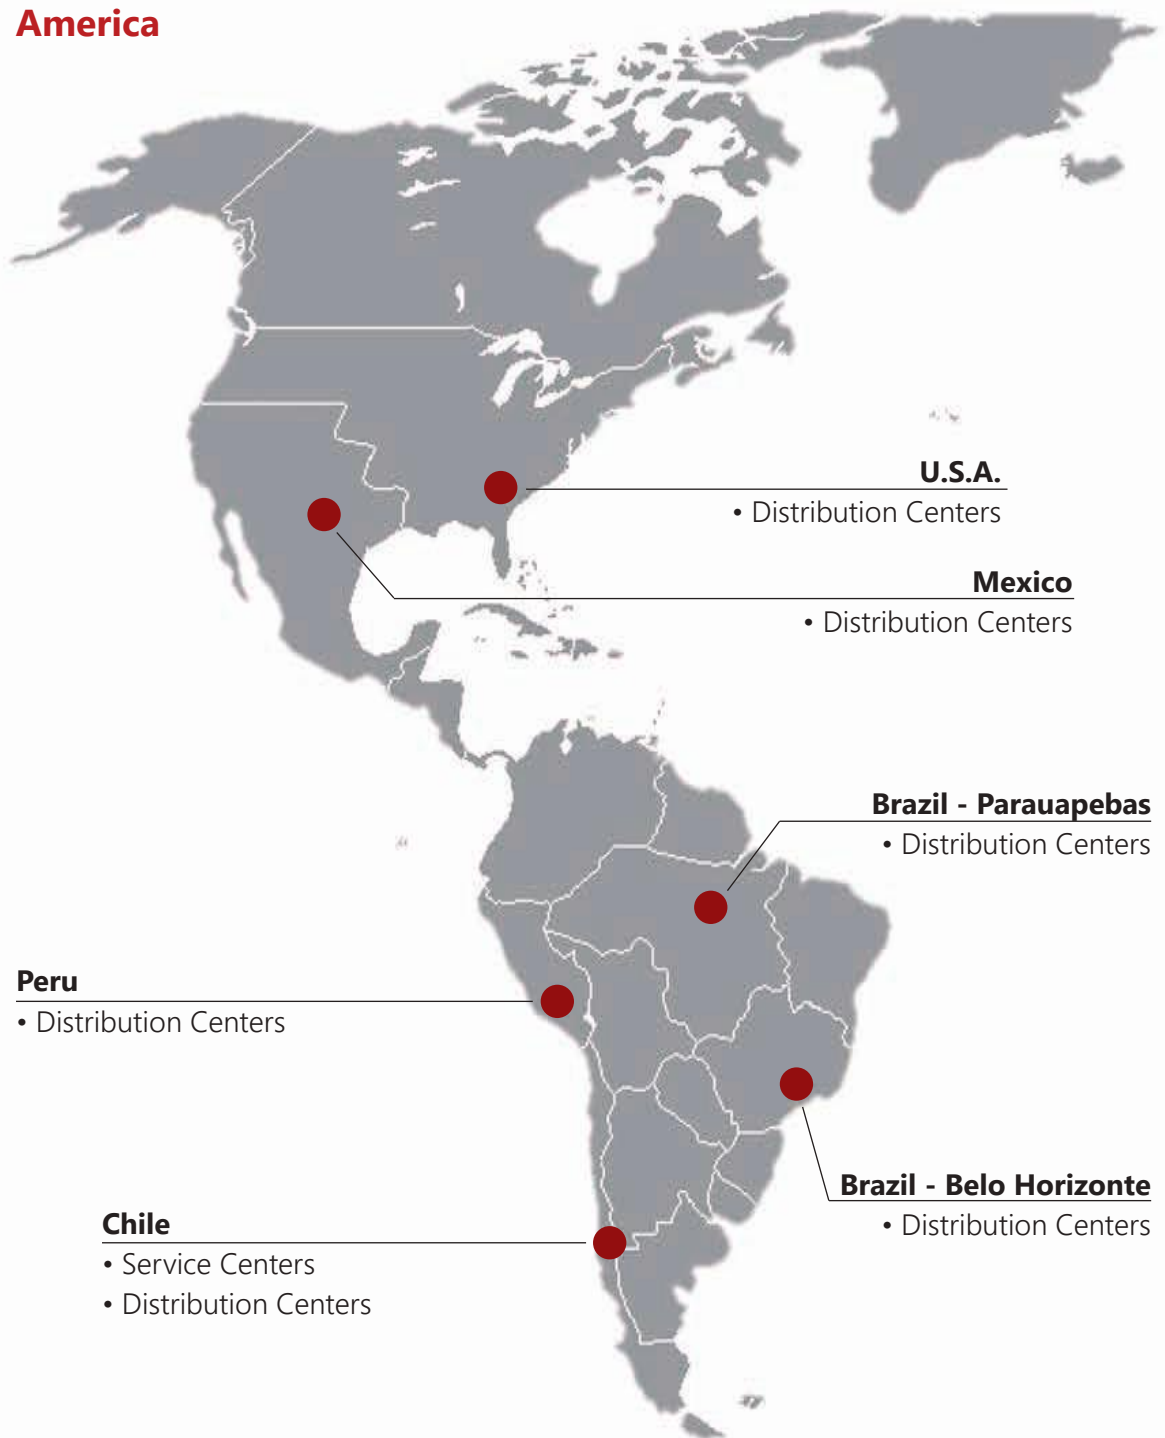 America
U.S.A.
• Distribution Centers
Mexico
• Distribution Centers
Brazil - Parauapebas
• Distribution Centers
Peru
• Distribution Centers
Brazil - Belo Horizonte
• Distribution Centers
Chile
• Service Centers
• Distribution Centers